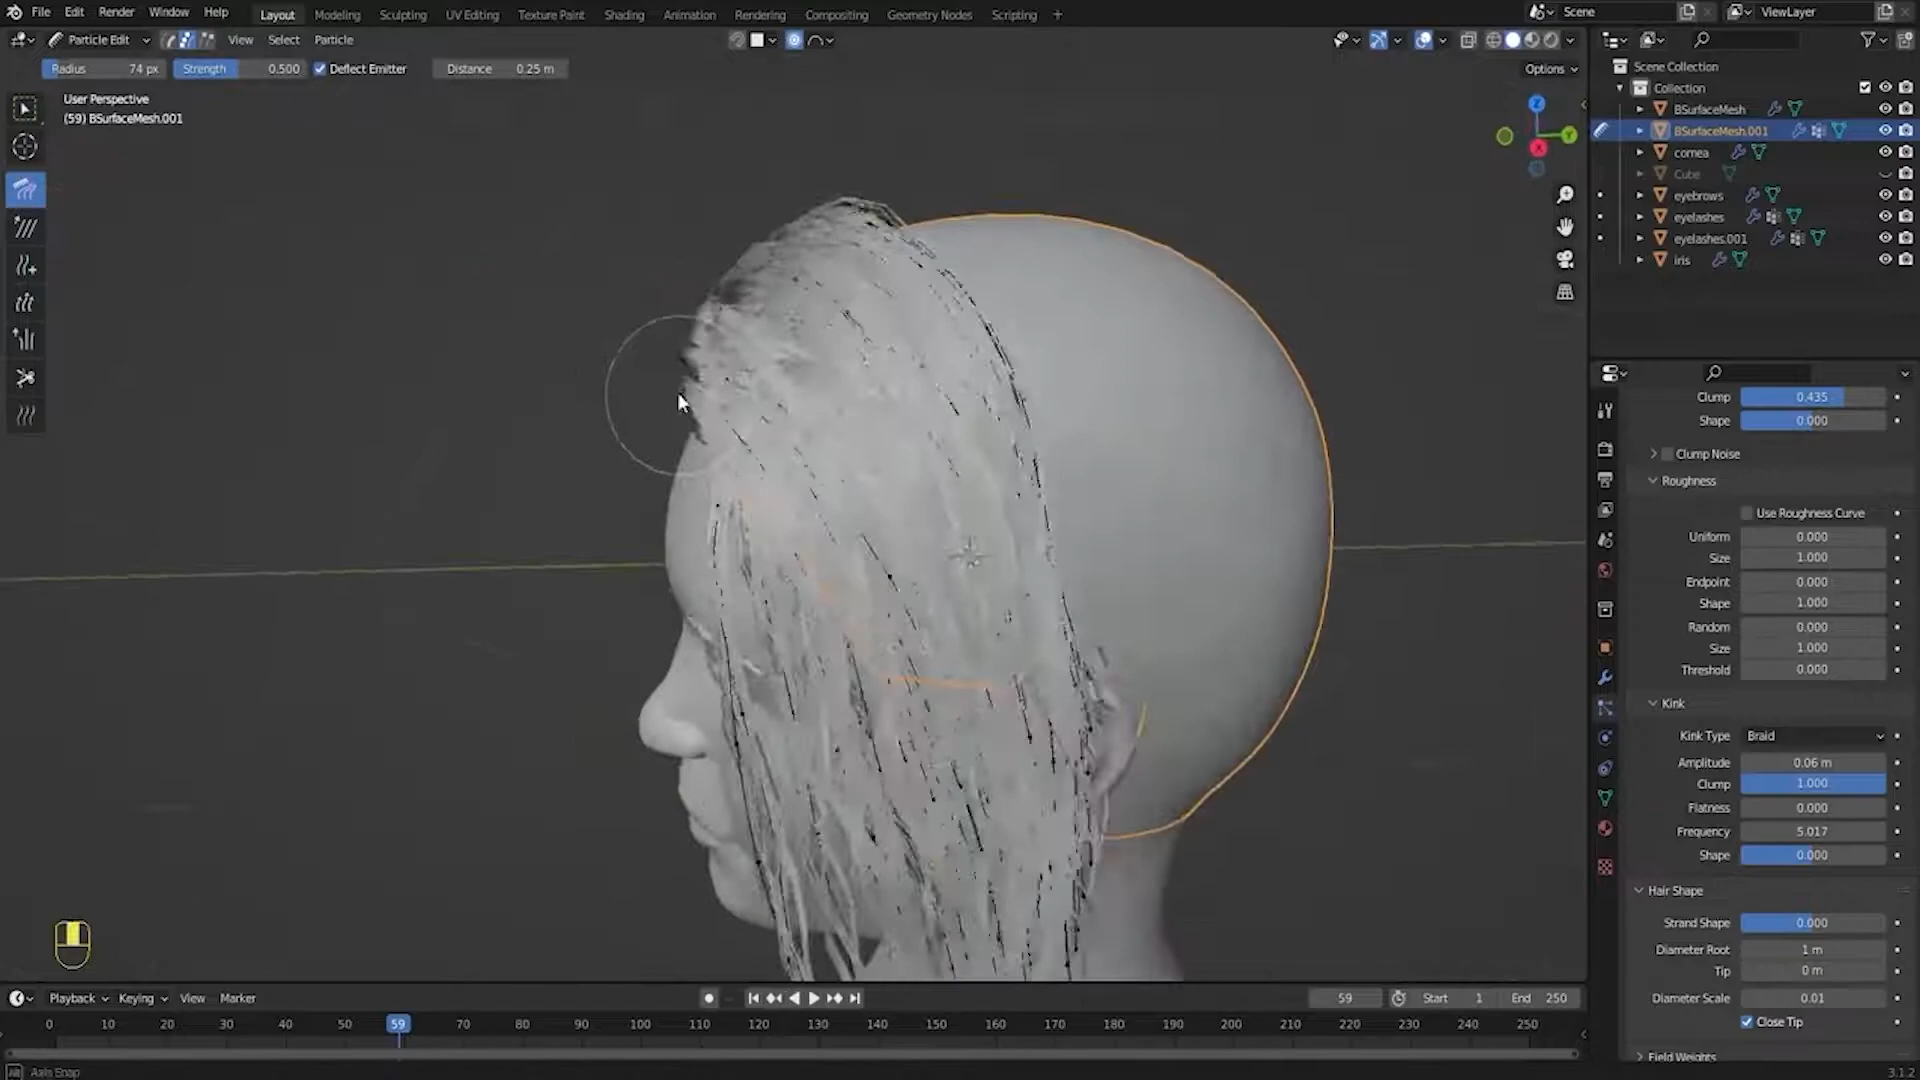 File Edit Render Window Help Layout Modeling Sculpting UV Editing Texture Paint Shading Animation Rendering Compositing Geometry Nodes Scripting + Scene ViewLayer
Particle Edit View Select Particle
Radius 74 px Strength 0.500 Deflect Emitter Distance 0.25 m Options
User Perspective
(59) BSurfaceMesh.001
Z
Y
X
Scene Collection
Collection
BSurfaceMesh
BSurfaceMesh.001
cornea
Cube
eyebrows
eyelashes
eyelashes.001
iris
Clump 0.435
Shape 0.000
Clump Noise
Roughness
Use Roughness Curve
Uniform 0.000
Size 1.000
Endpoint 0.000
Shape 1.000
Random 0.000
Size 1.000
Threshold 0.000
Kink
Kink Type Braid
Amplitude 0.06 m
Clump 1.000
Flatness 0.000
Frequency 5.017
Shape 0.000
Hair Shape
Strand Shape 0.000
Diameter Root 1 m
Tip 0 m
Diameter Scale 0.01
Close Tip
Field Weights
Playback Keying View Marker 59 Start 1 End 250
0 10 20 30 40 50 59 70 80 90 100 110 120 130 140 150 160 170 180 190 200 210 220 230 240 250
Alt Axis Snap 3.1.2